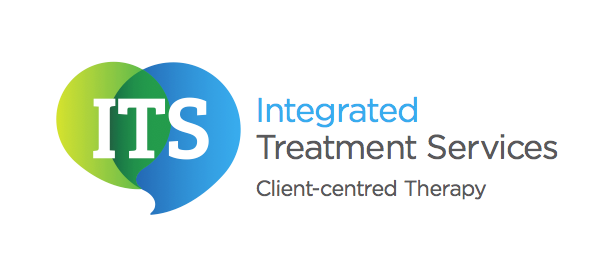 ITS
Integrated
Treatment Services
Client-centred Therapy